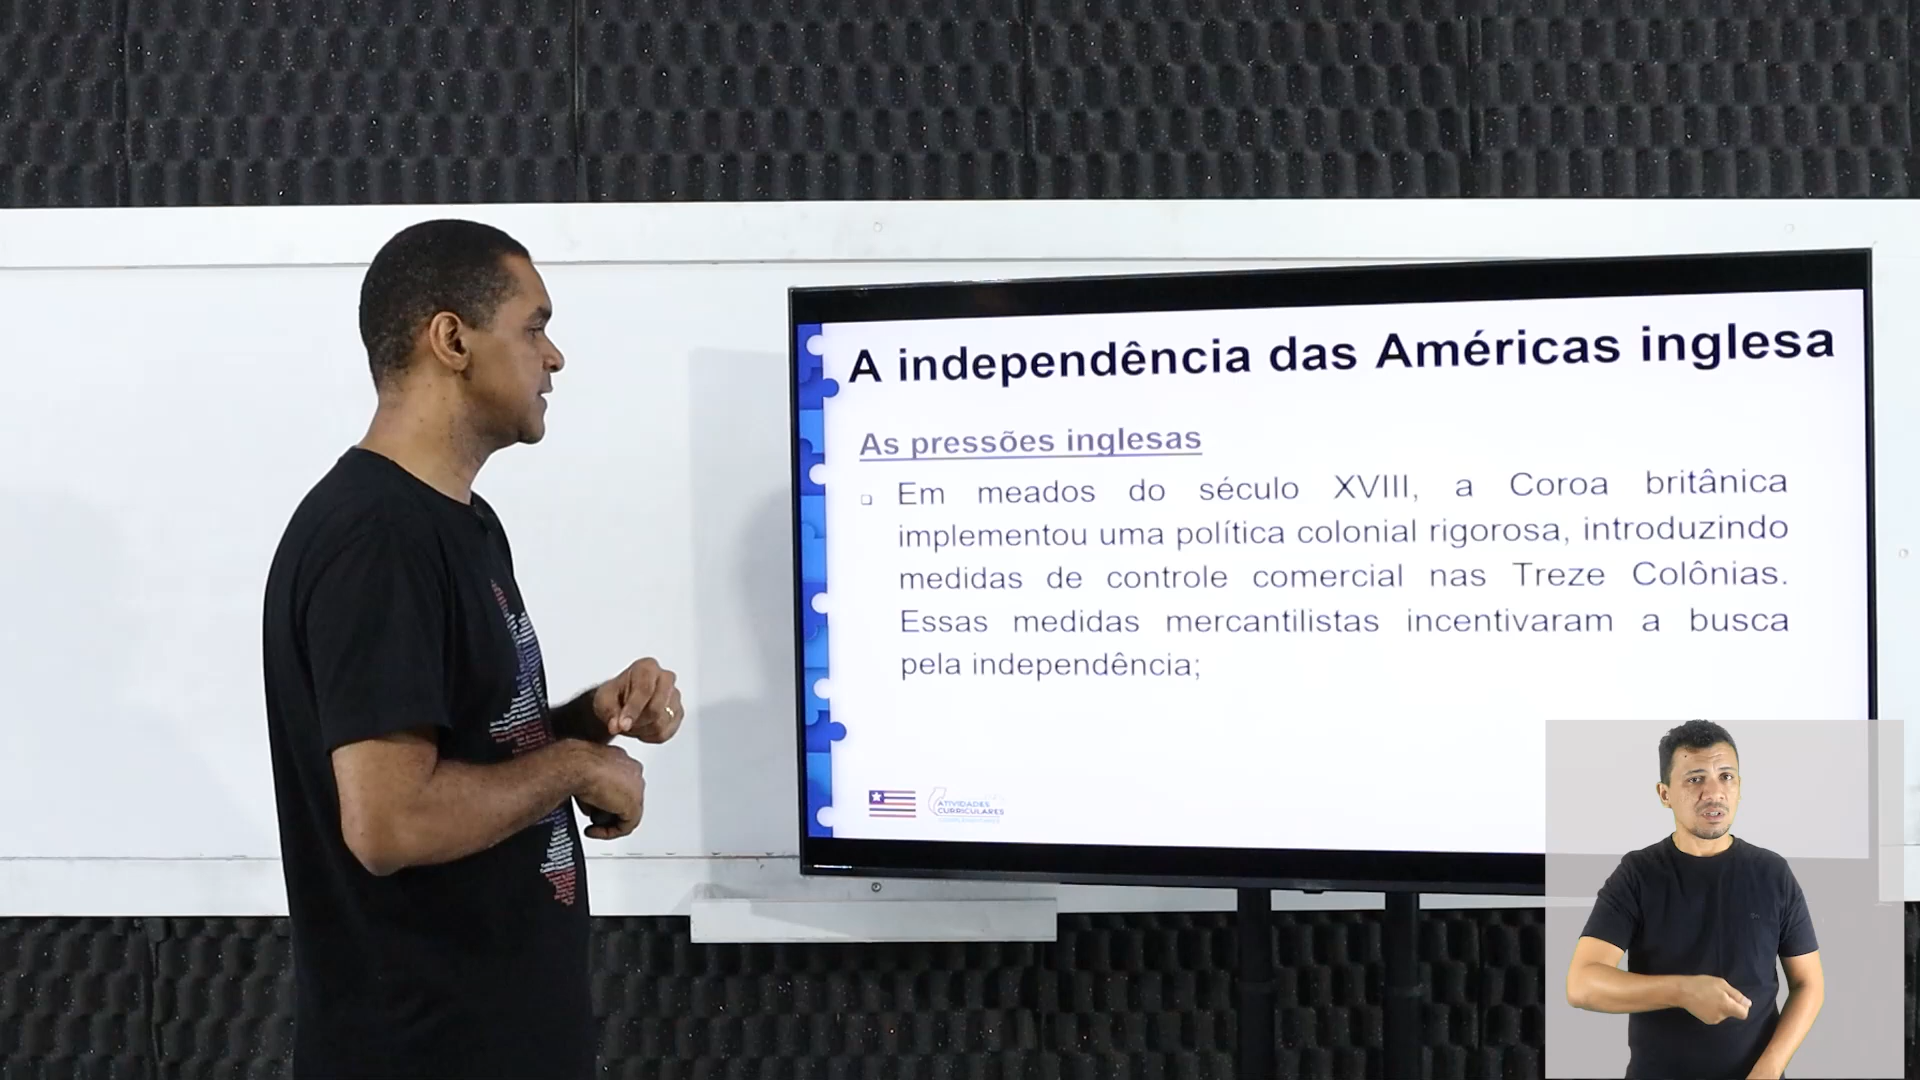 A independência das Américas inglesa
As pressões inglesas
Em meados do século XVIII, a Coroa britânica
implementou uma política colonial rigorosa, introduzindo
medidas de controle comercial nas Treze Colônias.
Essas medidas mercantilistas incentivaram a busca
pela independência;
ATIVIDADES
CURRICULARES